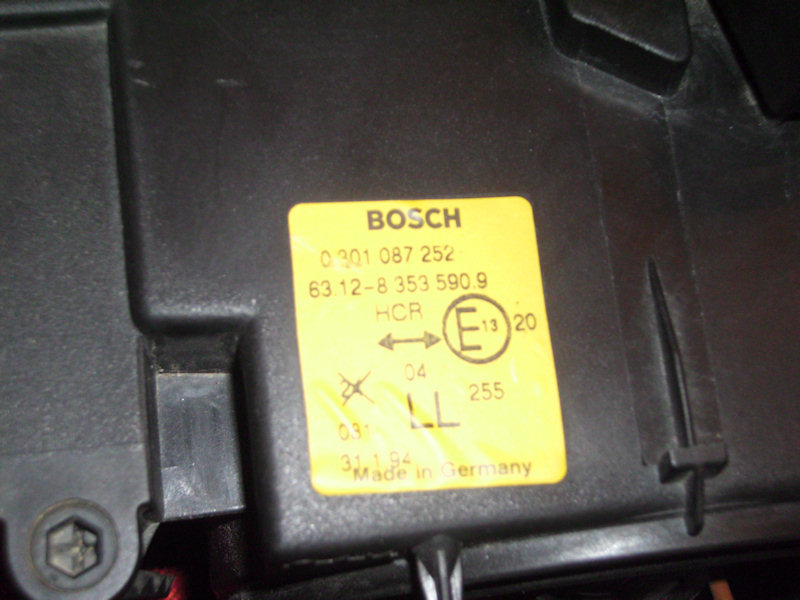 BOSCH
0 301 087 252
63.12-8 353 590.9
HCR
E 13 20
04
255
LL
031
31.1.94
Made in Germany